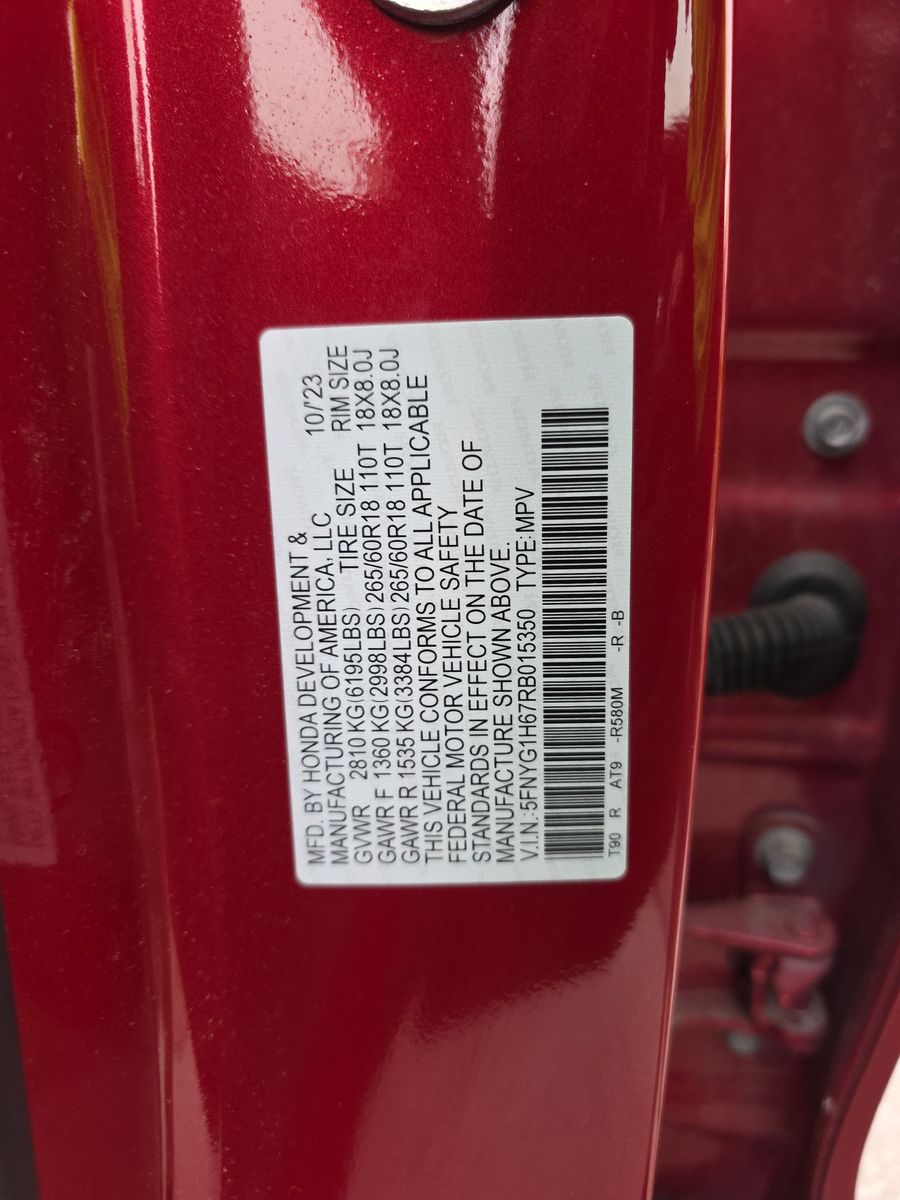 MFD. BY HONDA DEVELOPMENT &
MANUFACTURING OF AMERICA, LLC 10/'23
GVWR 2810 KG(6195LBS) TIRE SIZE RIM SIZE
GAWR F 1360 KG(2998LBS) 265/60R18 110T 18X8.0J
GAWR R 1535 KG(3384LBS) 265/60R18 110T 18X8.0J
THIS VEHICLE CONFORMS TO ALL APPLICABLE
FEDERAL MOTOR VEHICLE SAFETY
STANDARDS IN EFFECT ON THE DATE OF
MANUFACTURE SHOWN ABOVE.
V.I.N.:5FNYG1H67RB015350 TYPE:MPV
T90 R AT9 -R580M -R -B